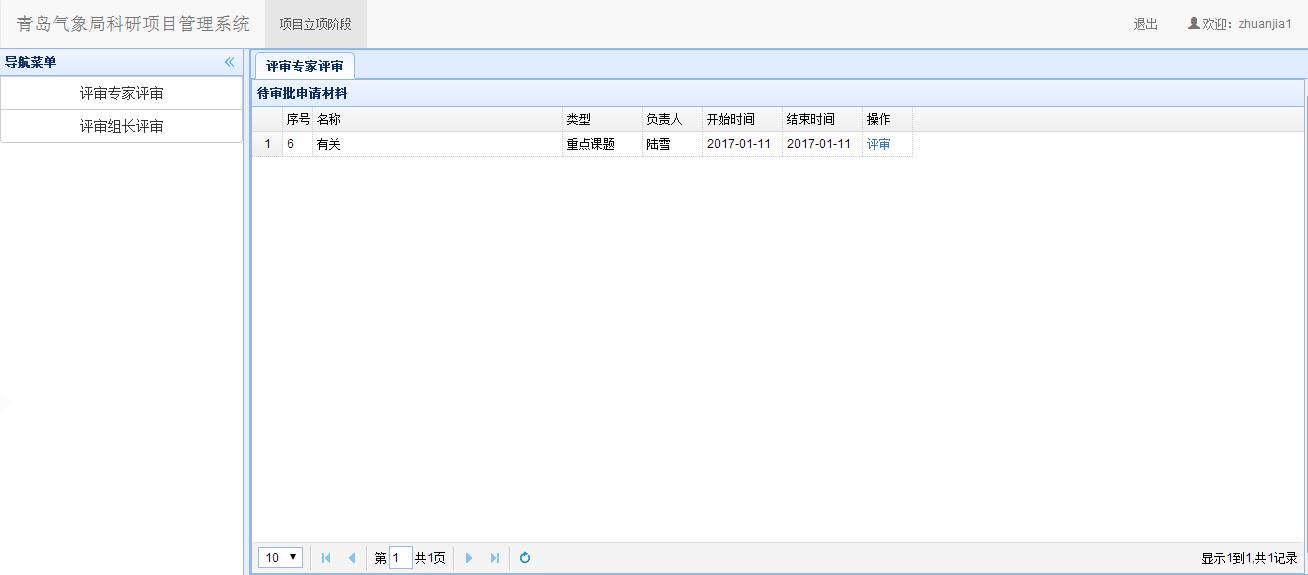 青岛气象局科研项目管理系统 项目立项阶段 退出 欢迎：zhuanjia1
导航菜单
评审专家评审
评审组长评审
评审专家评审
待审批申请材料
序号 名称 类型 负责人 开始时间 结束时间 操作
1 6 有关 重点课题 陆雪 2017-01-11 2017-01-11 评审
10 第 1 共1页 显示1到1,共1记录